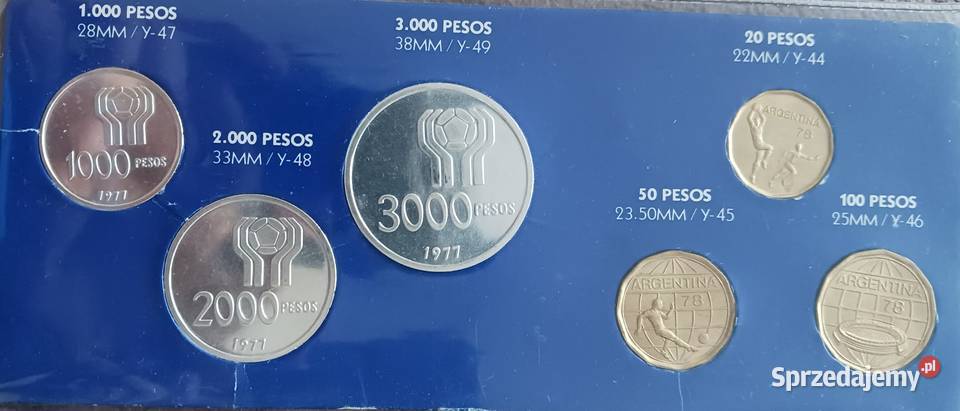 1.000 PESOS
28MM / Y-47
1000 PESOS
1977
2.000 PESOS
33MM / Y-48
2000 PESOS
1977
3.000 PESOS
38MM / Y-49
3000 PESOS
1977
20 PESOS
22MM / Y-44
ARGENTINA
78
50 PESOS
23.50MM / Y-45
ARGENTINA
78
100 PESOS
25MM / Y-46
ARGENTINA
78
Sprzedajemy.pl